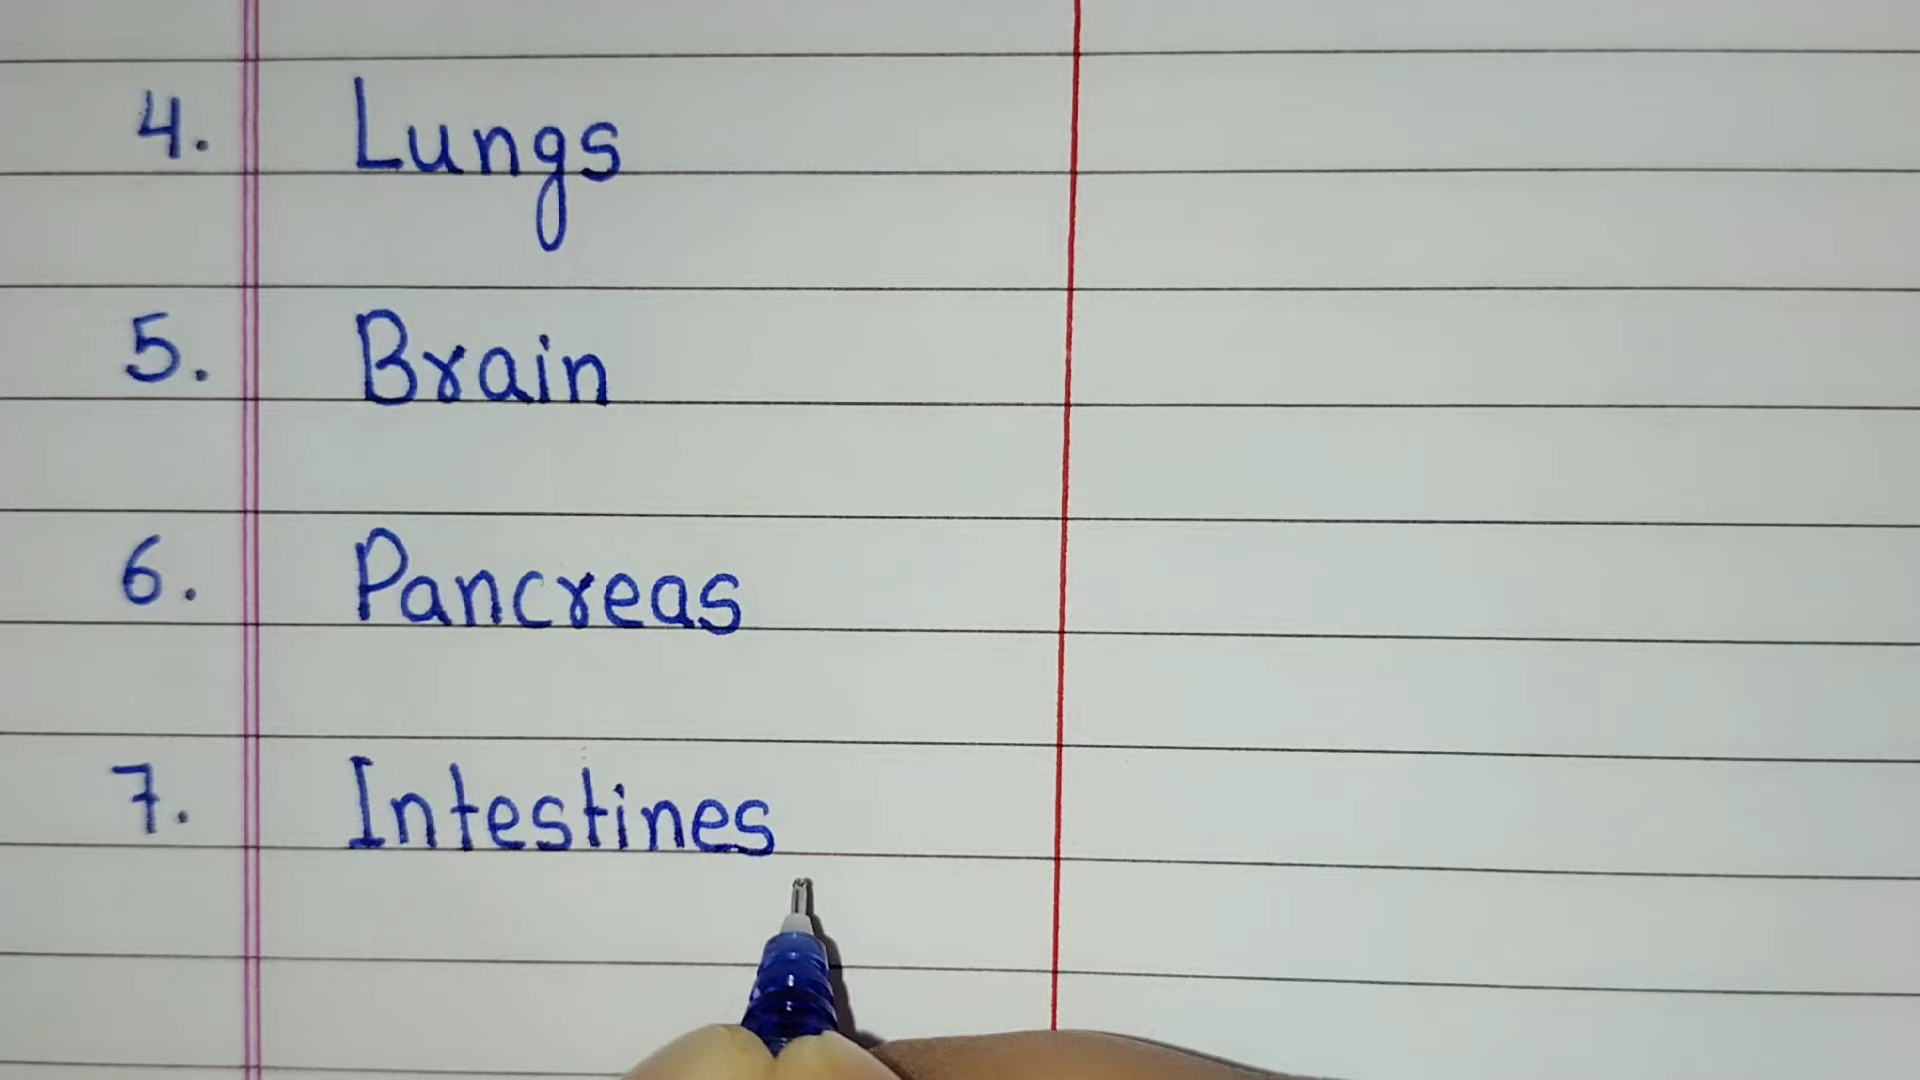 4. Lungs
5. Brain
6. Pancreas
7. Intestines